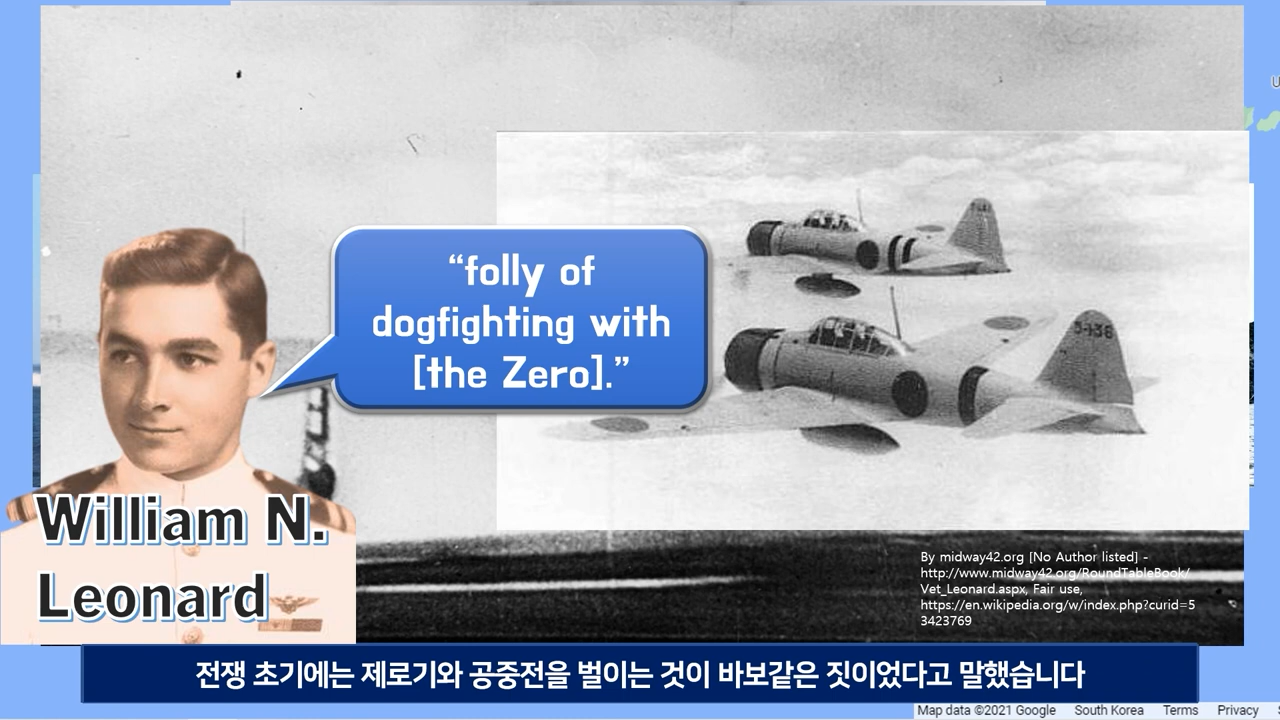 “folly of
dogfighting with
[the Zero].”
William N.
Leonard
By midway42.org [No Author listed] -
http://www.midway42.org/RoundTableBook/
Vet_Leonard.aspx, Fair use,
https://en.wikipedia.org/w/index.php?curid=5
3423769
전쟁 초기에는 제로기와 공중전을 벌이는 것이 바보같은 짓이었다고 말했습니다
Map data ©2021 Google South Korea Terms Privacy